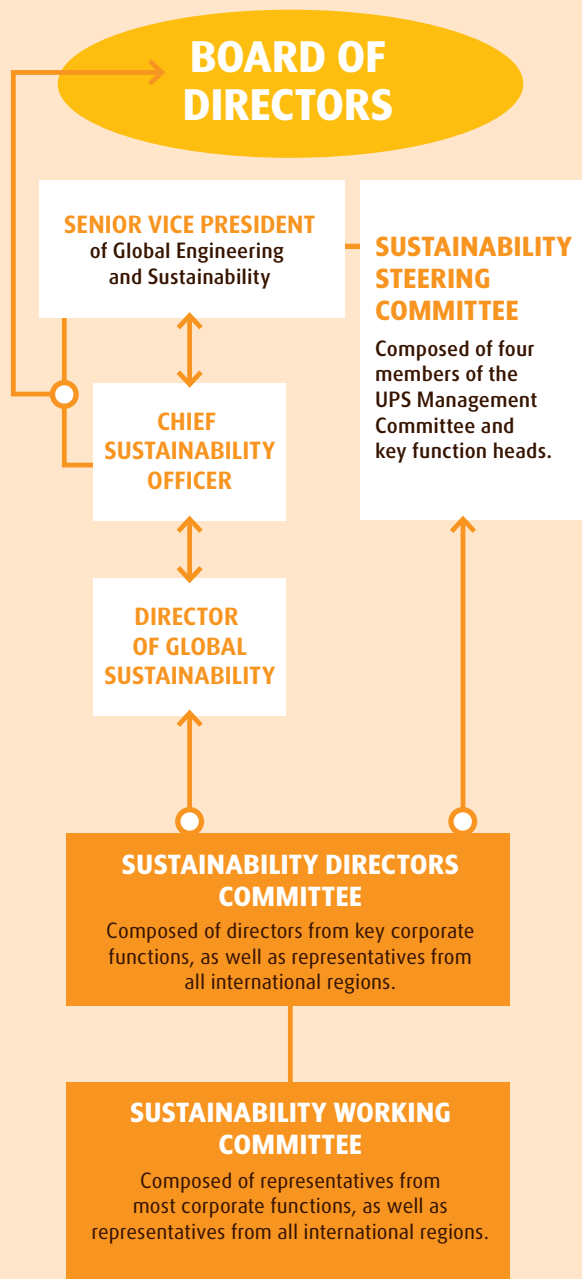 BOARD OF
DIRECTORS
SENIOR VICE PRESIDENT
of Global Engineering
and Sustainability
SUSTAINABILITY
STEERING
COMMITTEE
Composed of four
members of the
UPS Management
Committee and
key function heads.
CHIEF
SUSTAINABILITY
OFFICER
DIRECTOR
OF GLOBAL
SUSTAINABILITY
SUSTAINABILITY DIRECTORS
COMMITTEE
Composed of directors from key corporate
functions, as well as representatives from
all international regions.
SUSTAINABILITY WORKING
COMMITTEE
Composed of representatives from
most corporate functions, as well as
representatives from all international regions.